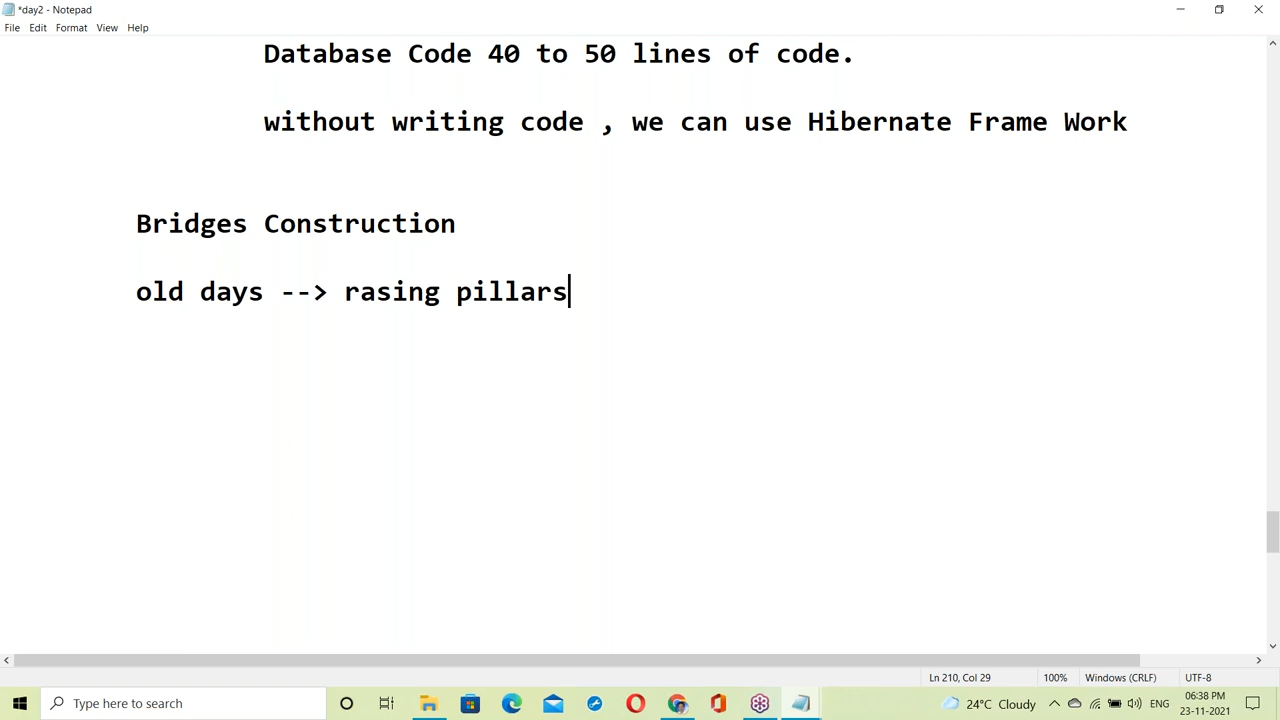 *day2 - Notepad
File Edit Format View Help
Database Code 40 to 50 lines of code.
without writing code , we can use Hibernate Frame Work
Bridges Construction
old days --> rasing pillars
Ln 210, Col 29 100% Windows (CRLF) UTF-8
Type here to search 24°C Cloudy ENG 06:38 PM
23-11-2021